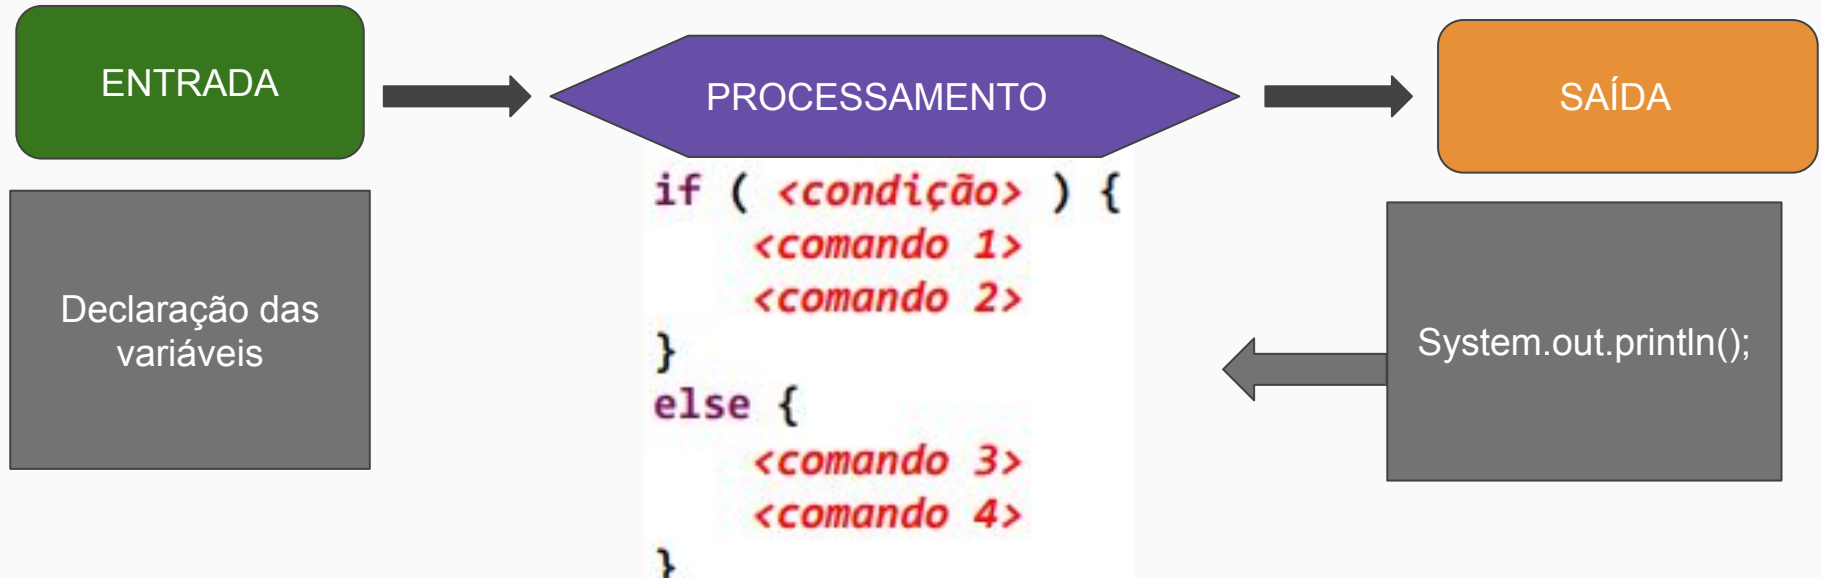 ENTRADA
PROCESSAMENTO
SAÍDA
Declaração das
variáveis
if ( <condição> ) {
<comando 1>
<comando 2>
}
else {
<comando 3>
<comando 4>
}
System.out.println();